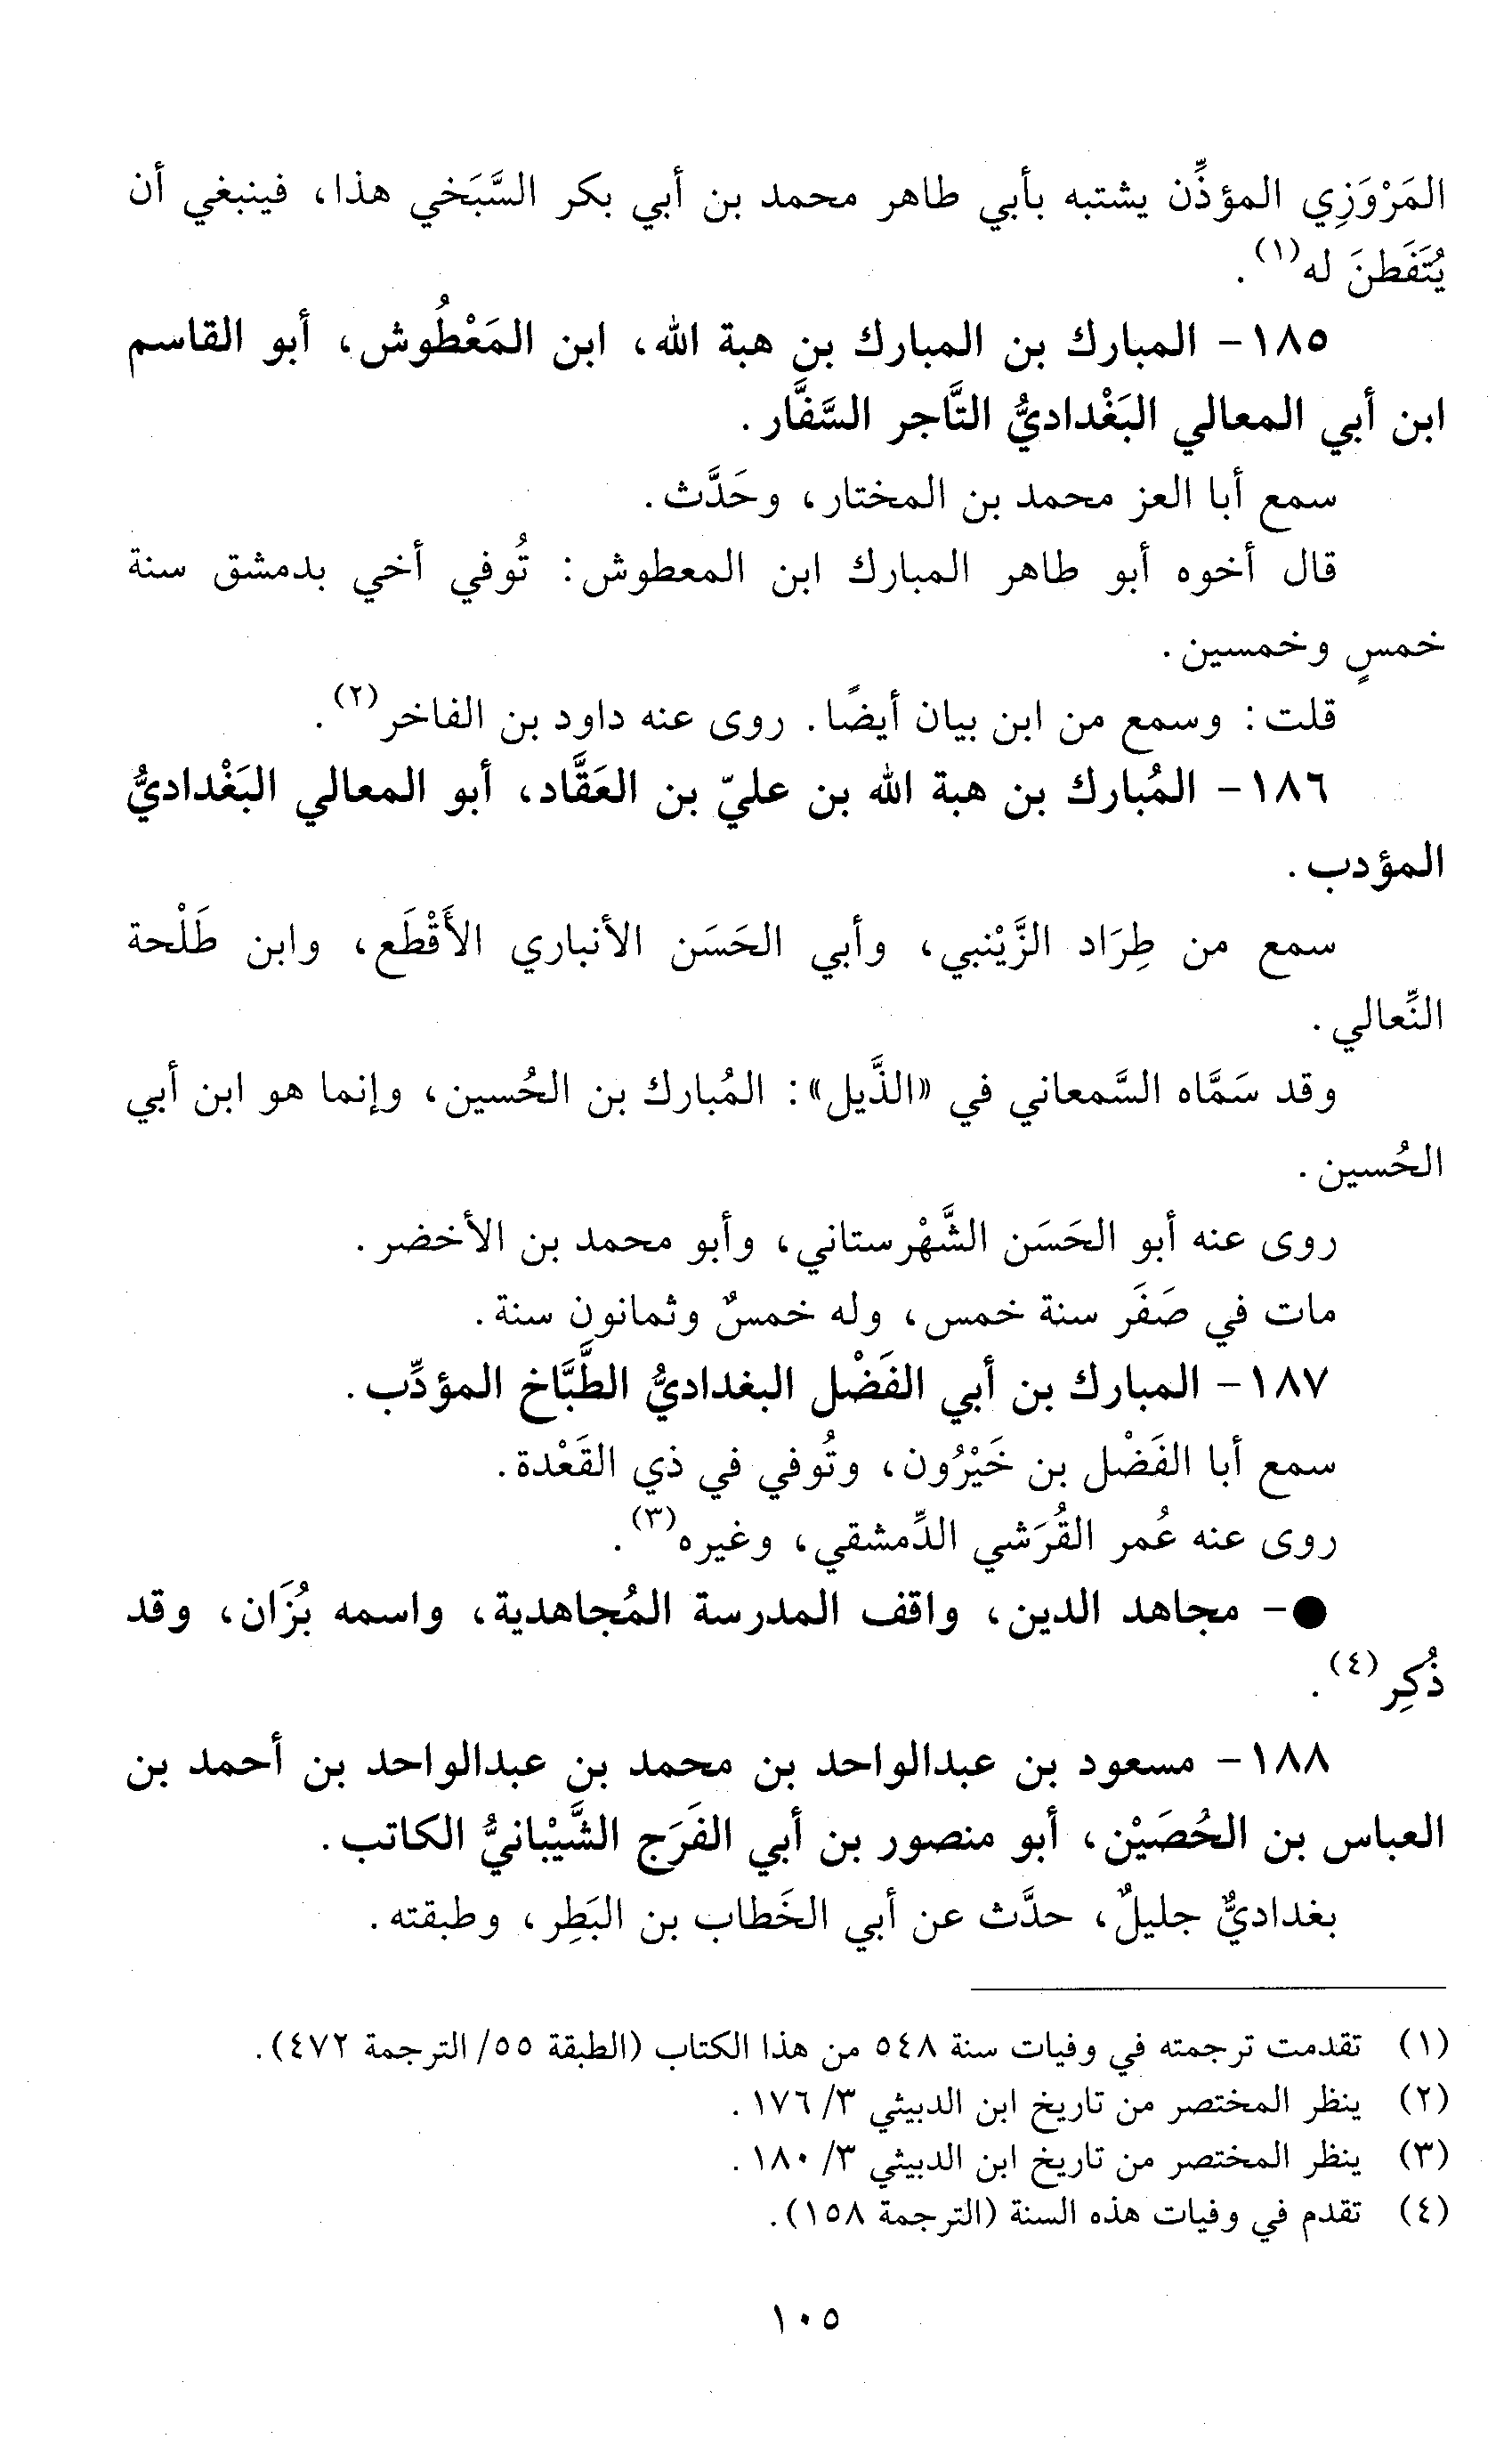 المَرْوَزِي المؤذِّن يشتبه بأبي طاهر محمد بن أبي بكر السَّبَخي هذا، فينبغي أن
يُتَفَطنَ له(١).
١٨٥- المبارك بن المبارك بن هبة الله، ابن المَعْطُوش، أبو القاسم
ابن أبي المعالي البَغْداديُّ التَّاجر السَّفَّار.
سمع أبا العز محمد بن المختار، وحَدَّث.
قال أخوه أبو طاهر المبارك ابن المعطوش: تُوفي أخي بدمشق سنة
خمسٍ وخمسين.
قلت: وسمع من ابن بيان أيضًا. روى عنه داود بن الفاخر(٢).
١٨٦- المُبارك بن هبة الله بن عليّ بن العَقَّاد، أبو المعالي البَغْداديُّ
المؤدب.
سمع من طِرَاد الزَّيْنبي، وأبي الحَسَن الأنباري الأَقْطَع، وابن طَلْحة
النِّعالي.
وقد سَمَّاه السَّمعاني في «الذَّيل»: المُبارك بن الحُسين، وإنما هو ابن أبي
الحُسين.
روى عنه أبو الحَسَن الشَّهْرستاني، وأبو محمد بن الأخضر.
مات في صَفَر سنة خمس، وله خمسٌ وثمانون سنة.
١٨٧- المبارك بن أبي الفَضْل البغداديُّ الطَّبَّاخ المؤدِّب.
سمع أبا الفَضْل بن خَيْرُون، وتُوفي في ذي القَعْدة.
روى عنه عُمر القُرَشي الدِّمشقي، وغيره(٣).
●- مجاهد الدين، واقف المدرسة المُجاهدية، واسمه بُزَان، وقد
ذُكِر(٤).
١٨٨- مسعود بن عبدالواحد بن محمد بن عبدالواحد بن أحمد بن
العباس بن الحُصَيْن، أبو منصور بن أبي الفَرَج الشَّيْبانيُّ الكاتب.
بغداديٌّ جليلٌ، حدَّث عن أبي الخَطاب بن البَطِر، وطبقته.
(١) تقدمت ترجمته في وفيات سنة ٥٤٨ من هذا الكتاب (الطبقة ٥٥/ الترجمة ٤٧٢).
(٢) ينظر المختصر من تاريخ ابن الدبيثي ٣/ ١٧٦.
(٣) ينظر المختصر من تاريخ ابن الدبيثي ٣/ ١٨٠.
(٤) تقدم في وفيات هذه السنة (الترجمة ١٥٨).
١٠٥